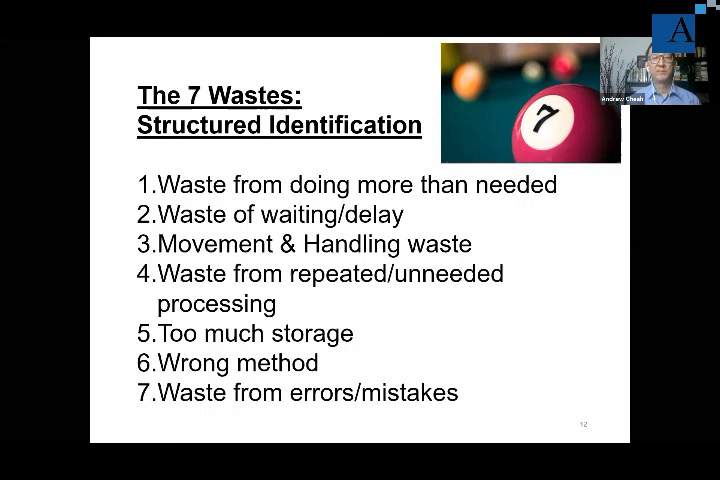 The 7 Wastes:
Structured Identification
7
A
Andrew Cheah
1.Waste from doing more than needed
2.Waste of waiting/delay
3.Movement & Handling waste
4.Waste from repeated/unneeded
processing
5.Too much storage
6.Wrong method
7.Waste from errors/mistakes
12